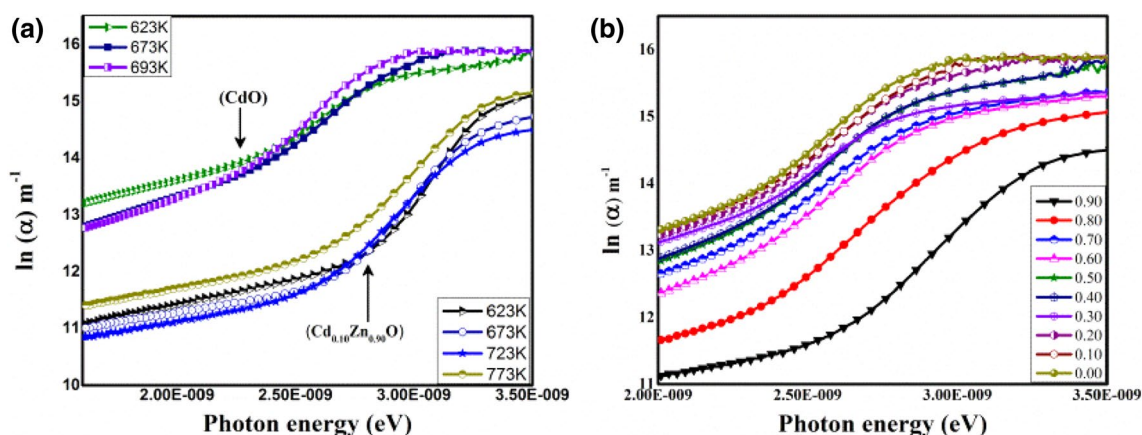 (a)
623K
673K
693K
(CdO)
(Cd0.10Zn0.90O)
623K
673K
723K
773K
16
15
14
13
12
11
10
ln (α) m-1
2.00E-009 2.50E-009 3.00E-009 3.50E-009
Photon energy (eV)
(b)
0.90
0.80
0.70
0.60
0.50
0.40
0.30
0.20
0.10
0.00
16
15
14
13
12
11
ln (α) m-1
2.00E-009 2.50E-009 3.00E-009 3.50E-009
Photon energy (eV)